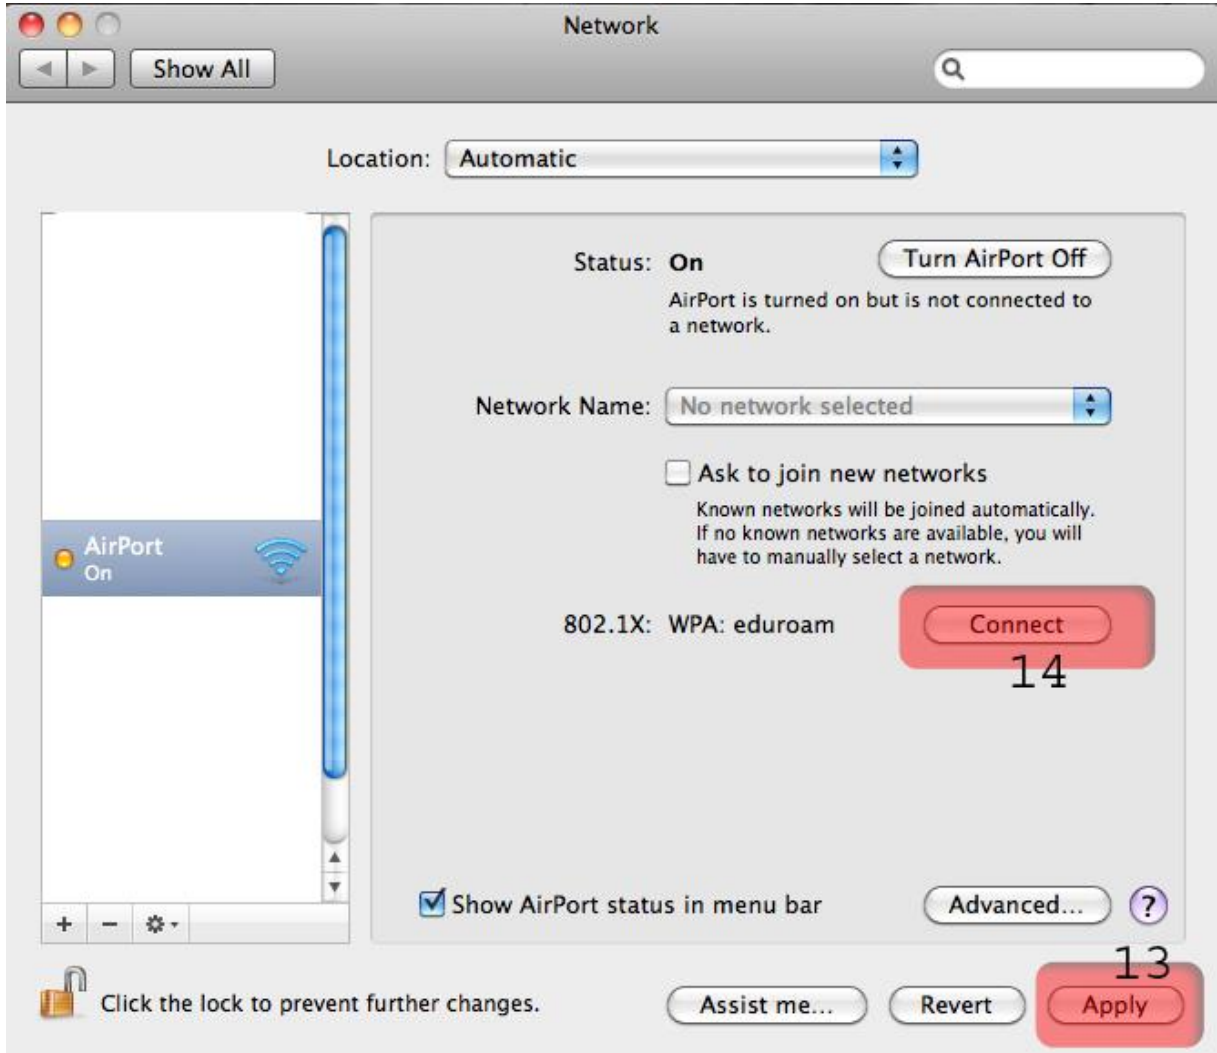 Network
Show All
Location: Automatic
Status: On Turn AirPort Off
AirPort is turned on but is not connected to
a network.
Network Name: No network selected
Ask to join new networks
Known networks will be joined automatically.
If no known networks are available, you will
have to manually select a network.
AirPort
On
802.1X: WPA: eduroam Connect
14
Show AirPort status in menu bar Advanced... ?
13
Click the lock to prevent further changes. Assist me... Revert Apply